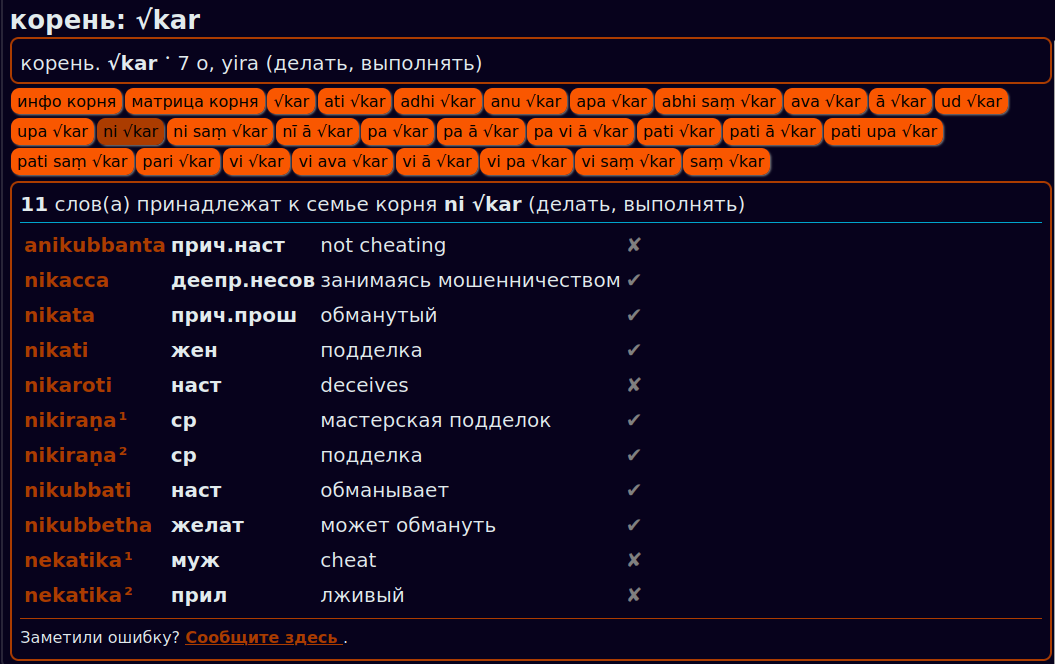 корень: √kar
корень. √kar · 7 o, yira (делать, выполнять)
инфо корня матрица корня √kar ati √kar adhi √kar anu √kar apa √kar abhi saṃ √kar ava √kar ā √kar ud √kar
upa √kar ni √kar ni saṃ √kar nī ā √kar pa √kar pa ā √kar pa vi ā √kar pati √kar pati ā √kar pati upa √kar
pati saṃ √kar pari √kar vi √kar vi ava √kar vi ā √kar vi pa √kar vi saṃ √kar saṃ √kar
11 слов(а) принадлежат к семье корня ni √kar (делать, выполнять)
anikubbanta прич.наст not cheating ✘
nikacca деепр.несов занимаясь мошенничеством ✔
nikata прич.прош обманутый ✔
nikati жен подделка ✔
nikaroti наст deceives ✘
nikiraṇa¹ ср мастерская подделок ✔
nikiraṇa² ср подделка ✔
nikubbati наст обманывает ✔
nikubbetha желат может обмануть ✔
nekatika¹ муж cheat ✘
nekatika² прил лживый ✘
Заметили ошибку? Сообщите здесь .